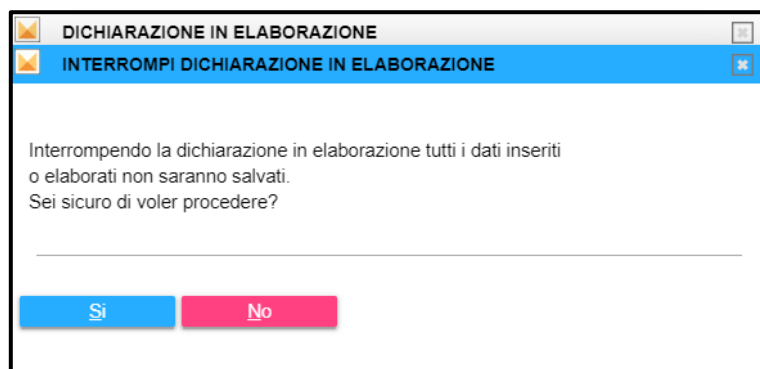 DICHIARAZIONE IN ELABORAZIONE
INTERROMPI DICHIARAZIONE IN ELABORAZIONE
Interrompendo la dichiarazione in elaborazione tutti i dati inseriti
o elaborati non saranno salvati.
Sei sicuro di voler procedere?
Si No